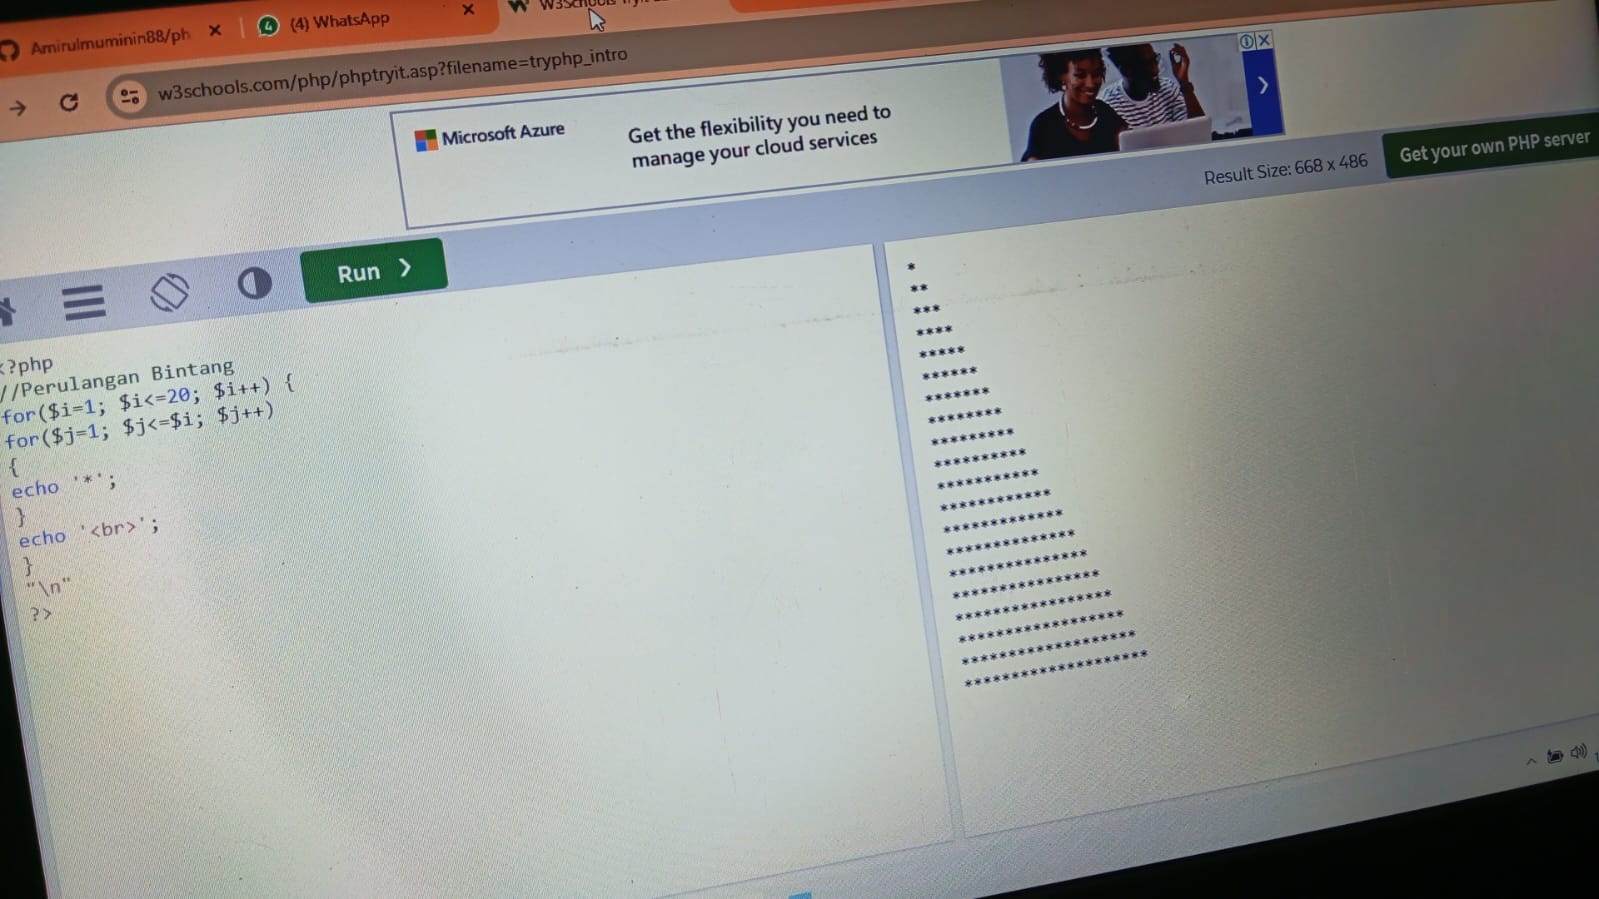 Amirulmuminin88/ph
(4) WhatsApp
w3schools.com/php/phptryit.asp?filename=tryphp_intro
Microsoft Azure
Get the flexibility you need to
manage your cloud services
Result Size: 668 x 486
Get your own PHP server
Run
<?php
//Perulangan Bintang
for($i=1; $i<=20; $i++) {
for($j=1; $j<=$i; $j++)
{
echo '*';
}
echo '<br>';
}
"\n"
?>
*
**
***
****
*****
******
*******
********
*********
**********
***********
************
*************
**************
***************
****************
*****************
******************
*******************
********************